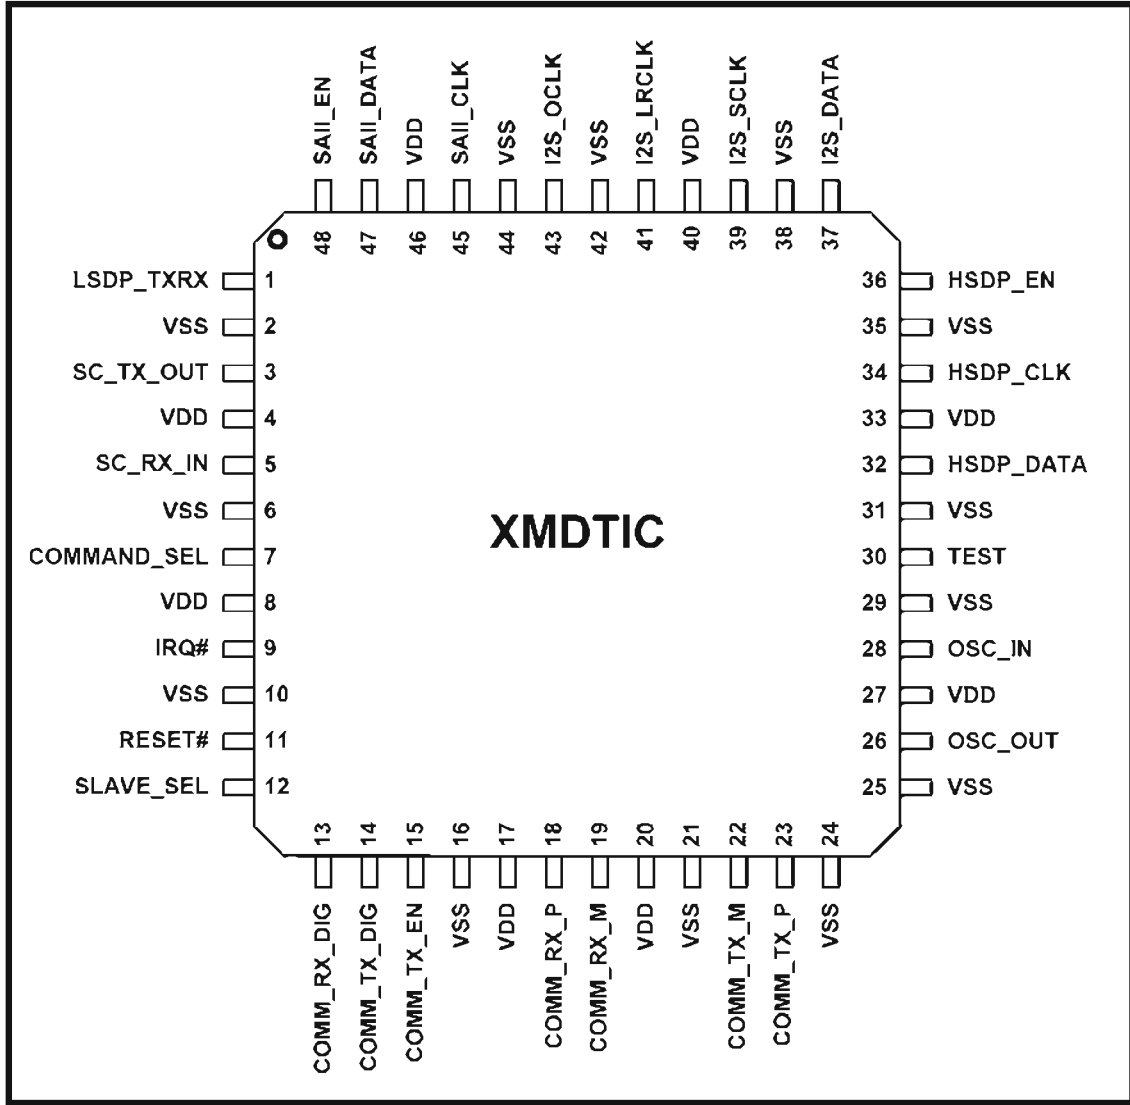 SAII_EN
SAII_DATA
VDD
SAII_CLK
VSS
I2S_OCLK
VSS
I2S_LRCLK
VDD
I2S_SCLK
VSS
I2S_DATA
48 47 46 45 44 43 42 41 40 39 38 37
LSDP_TXRX 1
VSS 2
SC_TX_OUT 3
VDD 4
SC_RX_IN 5
VSS 6
COMMAND_SEL 7
VDD 8
IRQ# 9
VSS 10
RESET# 11
SLAVE_SEL 12
XMDTIC
36 HSDP_EN
35 VSS
34 HSDP_CLK
33 VDD
32 HSDP_DATA
31 VSS
30 TEST
29 VSS
28 OSC_IN
27 VDD
26 OSC_OUT
25 VSS
13 14 15 16 17 18 19 20 21 22 23 24
COMM_RX_DIG
COMM_TX_DIG
COMM_TX_EN
VSS
VDD
COMM_RX_P
COMM_RX_M
VDD
VSS
COMM_TX_M
COMM_TX_P
VSS